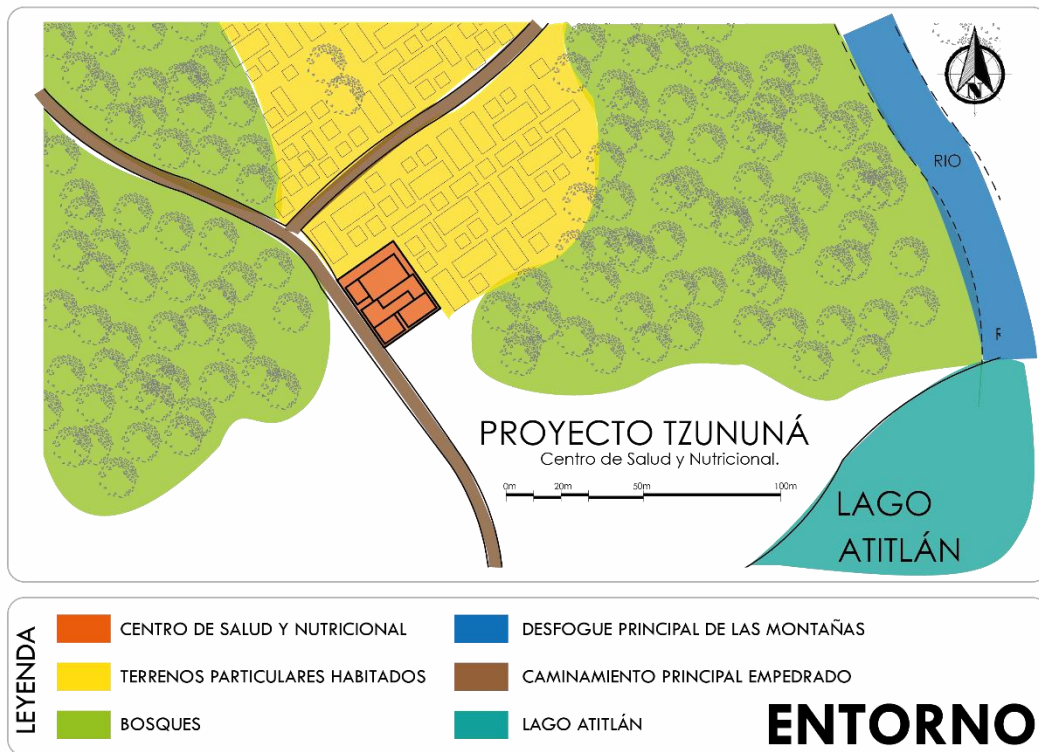 N
RIO
F
PROYECTO TZUNUNÁ
Centro de Salud y Nutricional.
0m 20m 50m 100m
LAGO
ATITLÁN
LEYENDA
CENTRO DE SALUD Y NUTRICIONAL
TERRENOS PARTICULARES HABITADOS
BOSQUES
DESFOGUE PRINCIPAL DE LAS MONTAÑAS
CAMINAMIENTO PRINCIPAL EMPEDRADO
LAGO ATITLÁN
ENTORNO